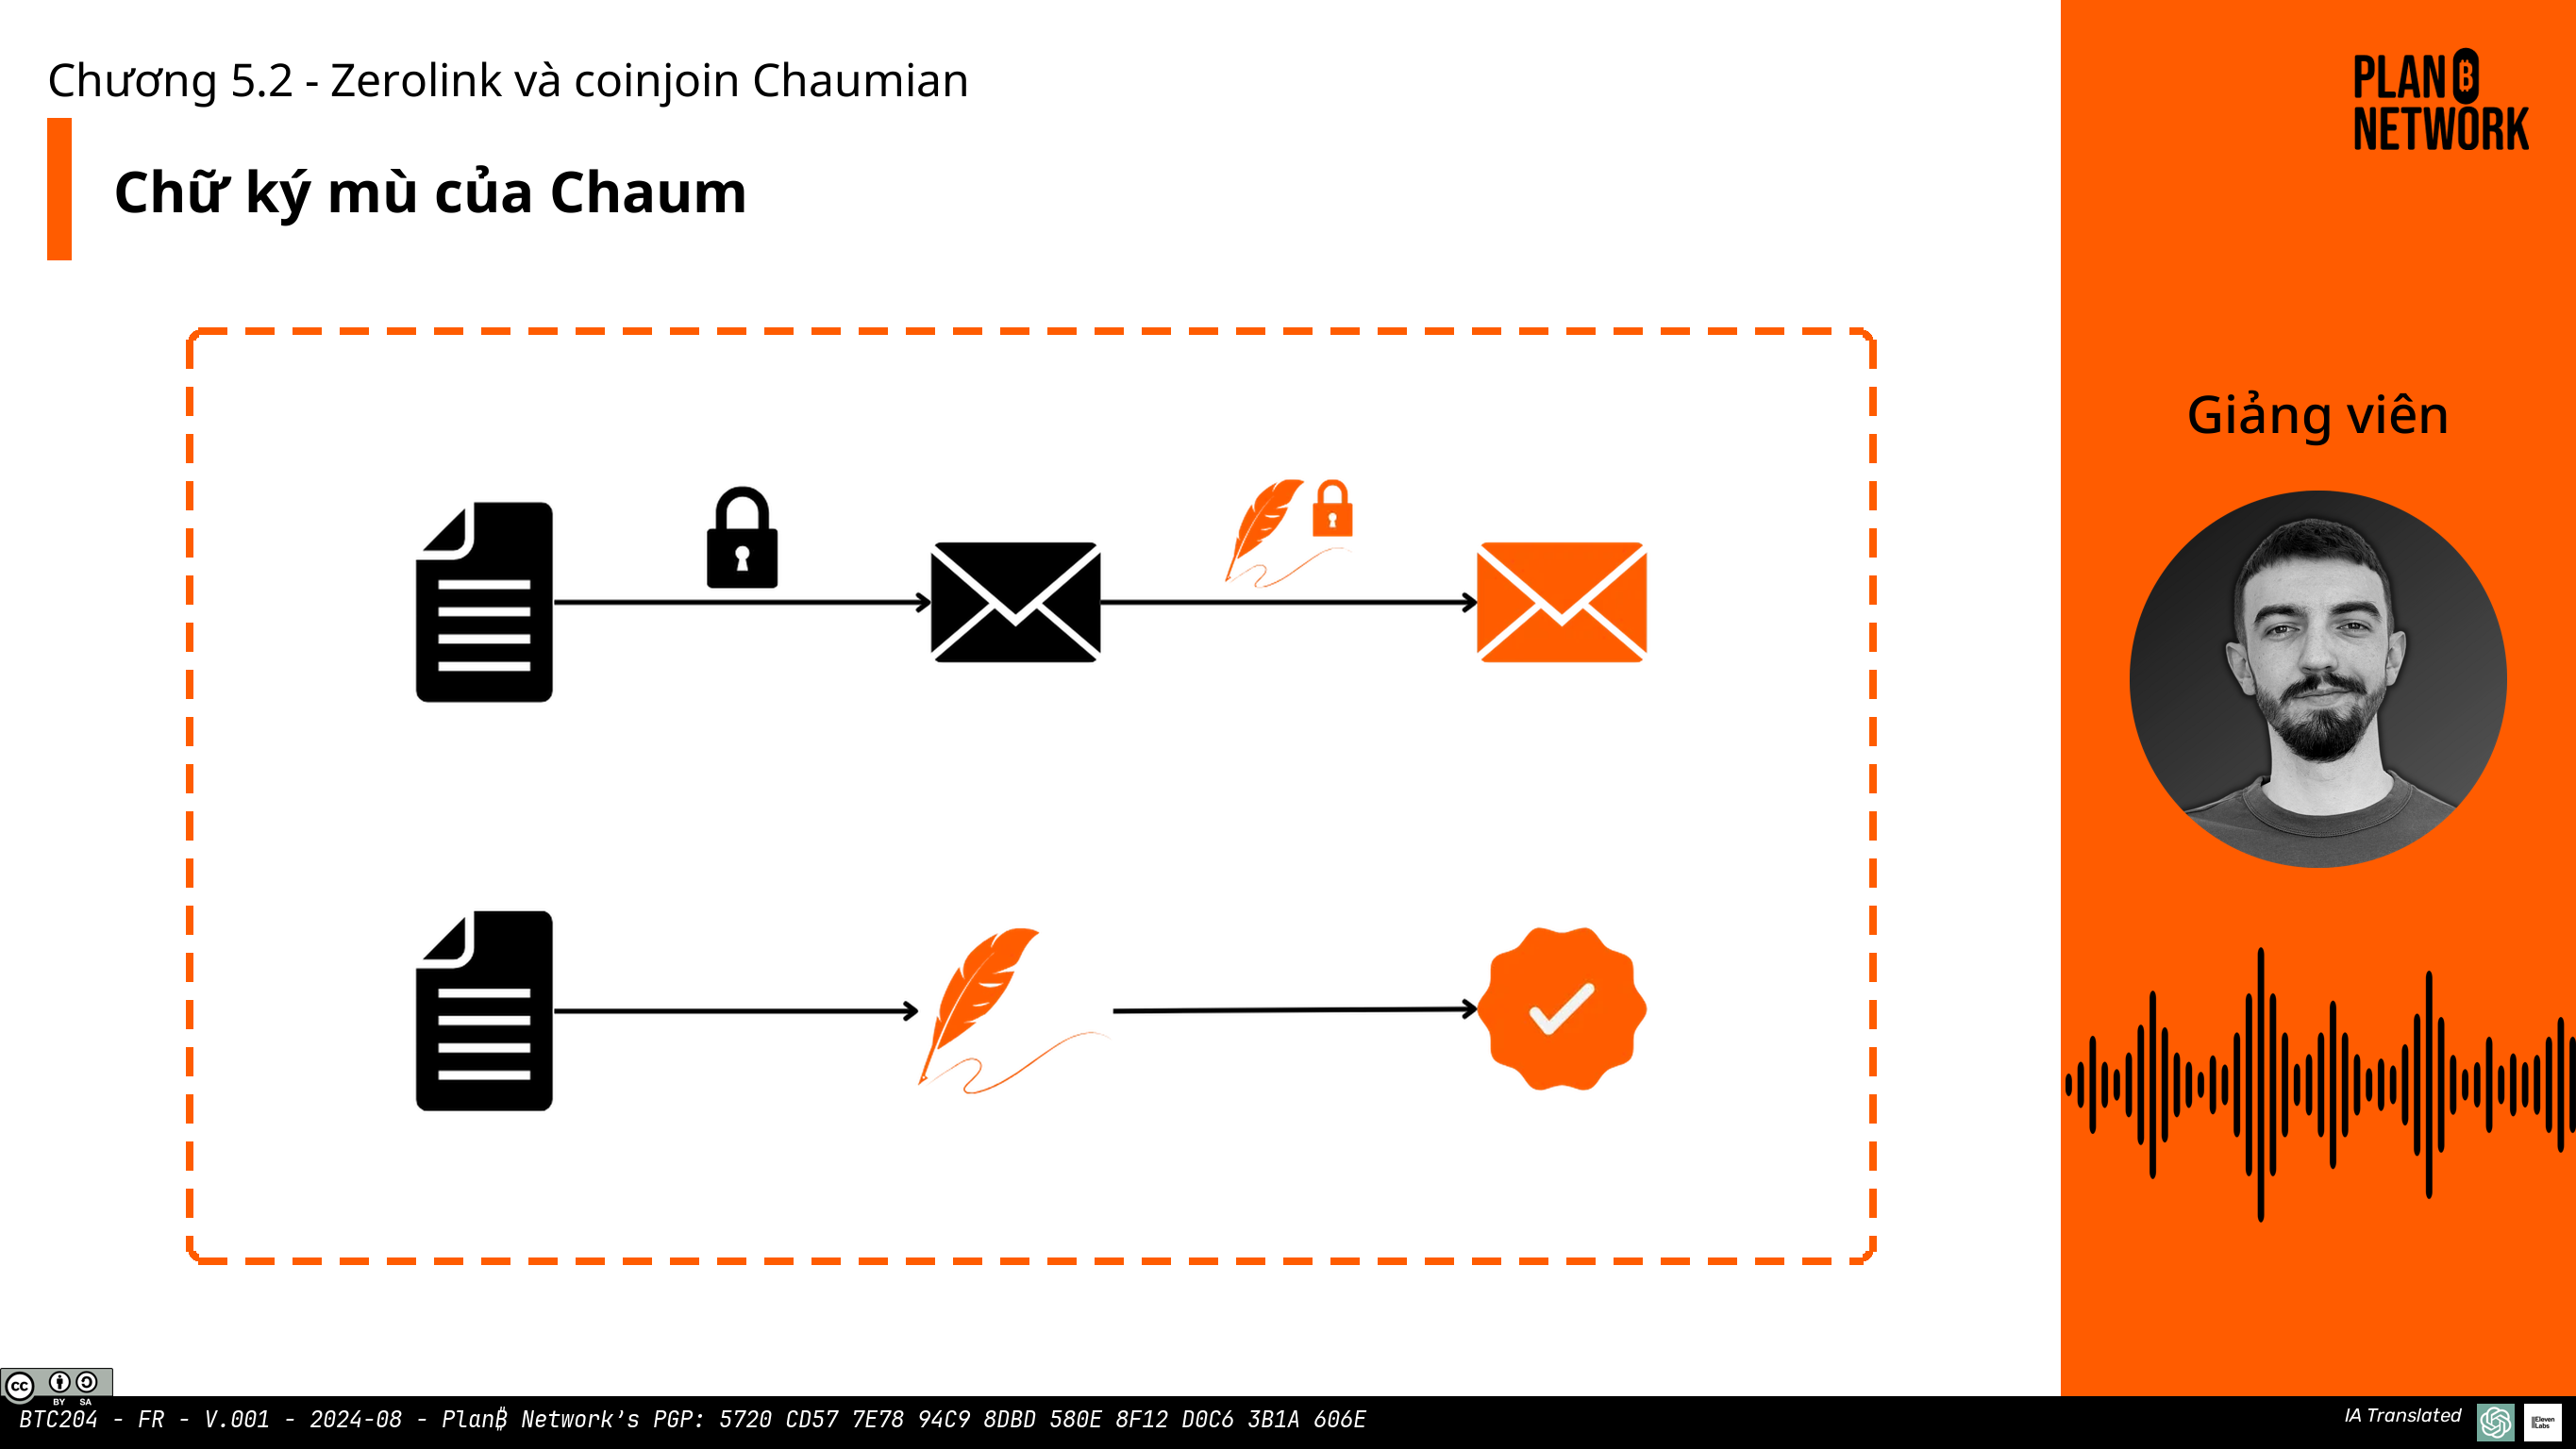 Chương 5.2 - Zerolink và coinjoin Chaumian
PLAN B
NETWORK
Chữ ký mù của Chaum
Giảng viên
cc
BY SA
BTC204 - FR - V.001 - 2024-08 - Plan₿ Network’s PGP: 5720 CD57 7E78 94C9 8DBD 580E 8F12 D0C6 3B1A 606E
IA Translated
ElevenLabs